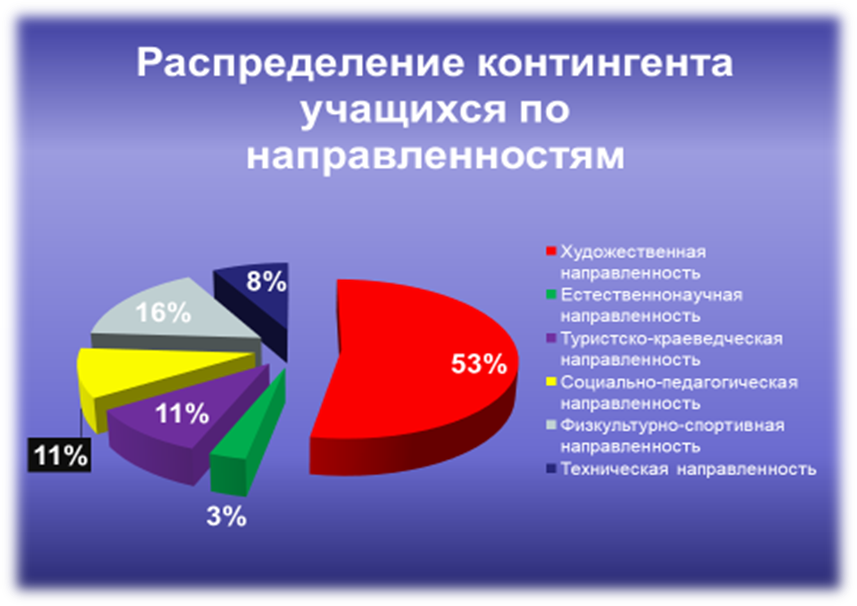 Распределение контингента
учащихся по
направленностям
8%
16%
53%
11%
11%
3%
Художественная
направленность
Естественнонаучная
направленность
Туристско-краеведческая
направленность
Социально-педагогическая
направленность
Физкультурно-спортивная
направленность
Техническая направленность